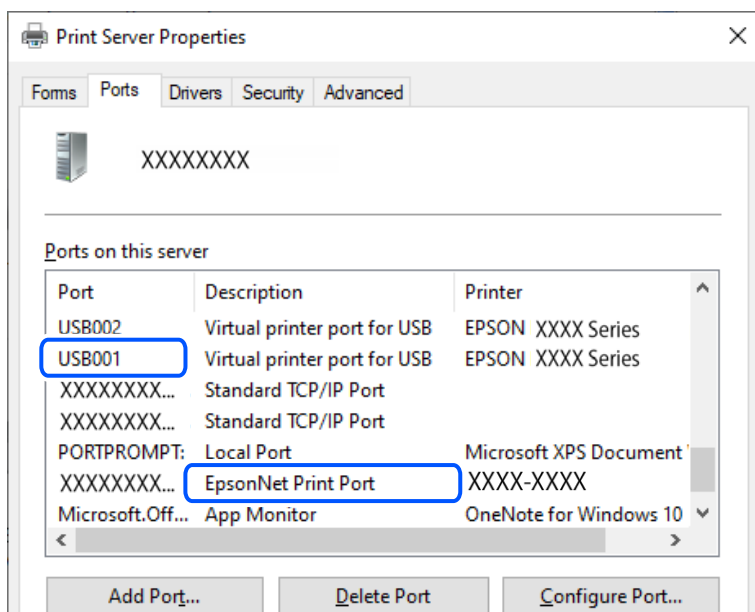 Print Server Properties
Forms Ports Drivers Security Advanced
XXXXXXXX
Ports on this server
Port Description Printer
USB002 Virtual printer port for USB EPSON XXXX Series
USB001 Virtual printer port for USB EPSON XXXX Series
XXXXXXXX... Standard TCP/IP Port
XXXXXXXX... Standard TCP/IP Port
PORTPROMPT: Local Port Microsoft XPS Document
XXXXXXXX... EpsonNet Print Port XXXX-XXXX
Microsoft.Off... App Monitor OneNote for Windows 10
Add Port... Delete Port Configure Port...